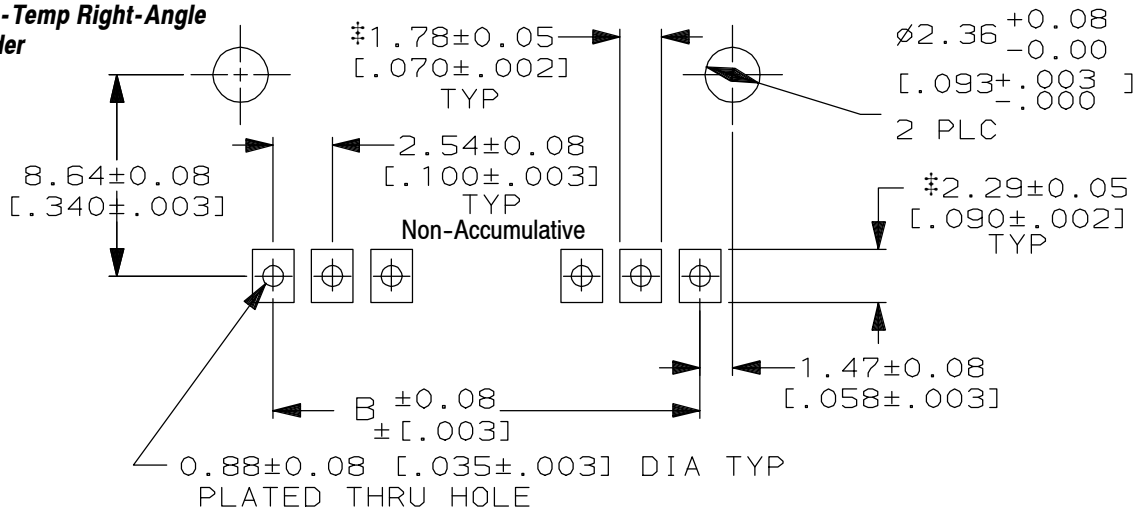 -Temp Right-Angle
der
‡1.78±0.05
[.070±.002]
TYP
⌀2.36 +0.08
-0.00
[.093+.003 ]
-.000
2 PLC
2.54±0.08
[.100±.003]
TYP
Non-Accumulative
8.64±0.08
[.340±.003]
‡2.29±0.05
[.090±.002]
TYP
1.47±0.08
[.058±.003]
B ±0.08
±[.003]
0.88±0.08 [.035±.003] DIA TYP
PLATED THRU HOLE